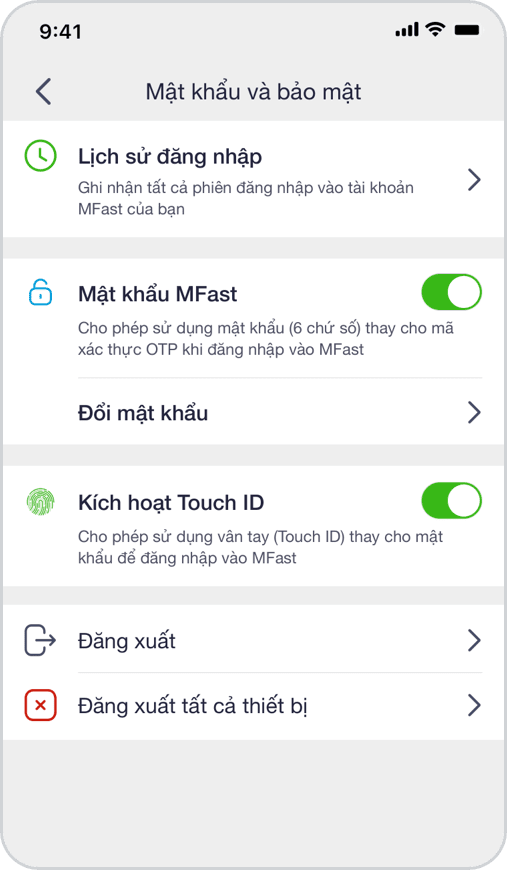 9:41
Mật khẩu và bảo mật
Lịch sử đăng nhập
Ghi nhận tất cả phiên đăng nhập vào tài khoản
MFast của bạn
Mật khẩu MFast
Cho phép sử dụng mật khẩu (6 chứ số) thay cho mã
xác thực OTP khi đăng nhập vào MFast
Đổi mật khẩu
Kích hoạt Touch ID
Cho phép sử dụng vân tay (Touch ID) thay cho mật
khẩu để đăng nhập vào MFast
Đăng xuất
Đăng xuất tất cả thiết bị